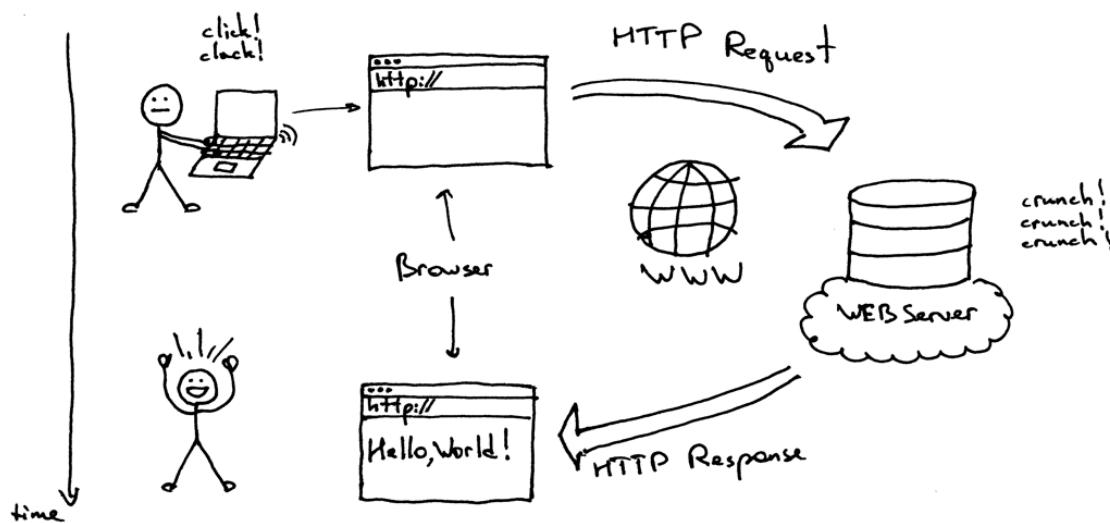 click!
clack!
HTTP Request
http://
crunch!
crunch!
crunch!
WWW
Browser
WEB Server
http://
Hello, World!
HTTP Response
time